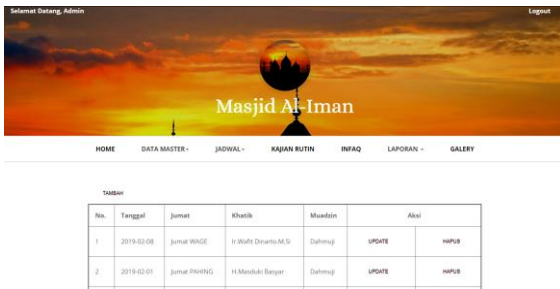 Selamat Datang, Admin Logout
Masjid Al-Iman
HOME DATA MASTER JADWAL KAJIAN RUTIN INFAQ LAPORAN GALERY
TAMBAH
No. Tanggal Jumat Khatib Muadzin Aksi
1 2019-02-08 Jumat WAGE Ir.Wafit Dinarto.M,Si Dahmuji UPDATE HAPUS
2 2019-02-01 Jumat PAHING H.Masduki Basyar Dahmuji UPDATE HAPUS